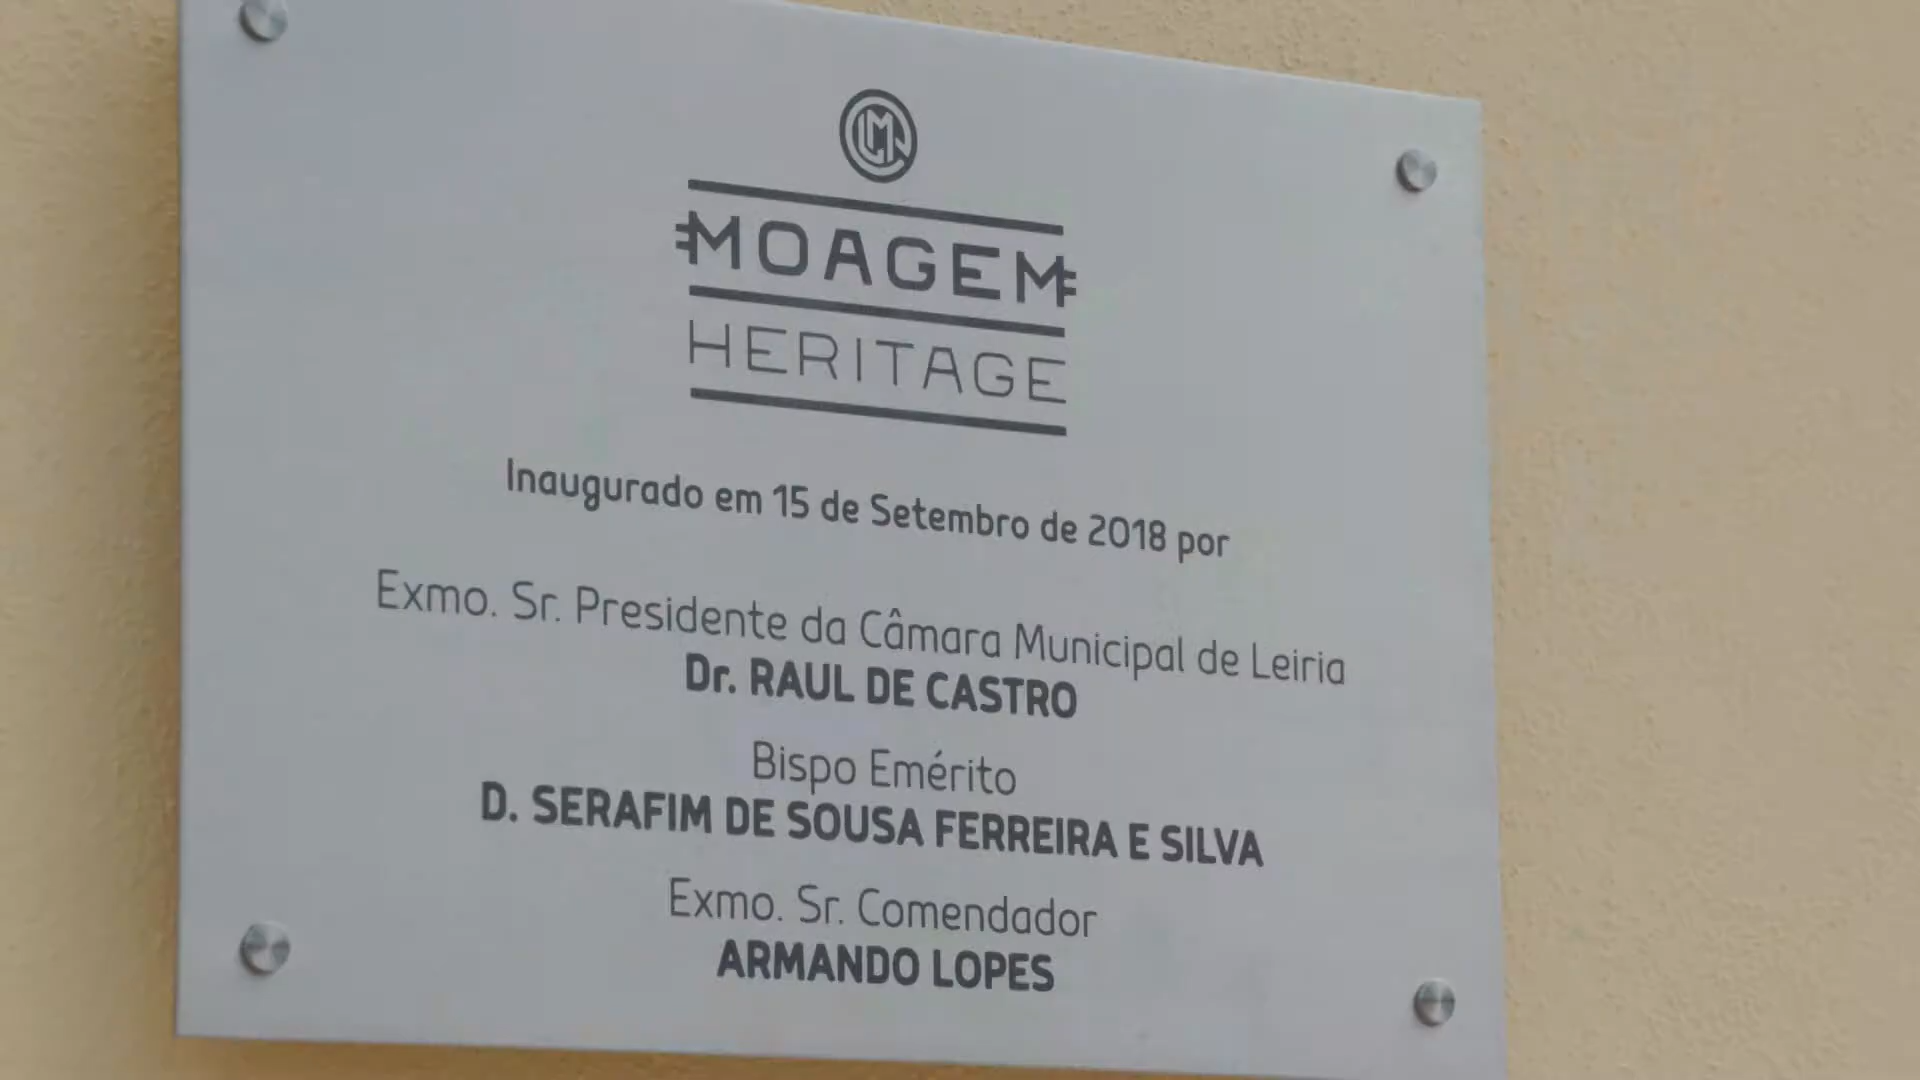 MOAGEM
HERITAGE
Inaugurado em 15 de Setembro de 2018 por
Exmo. Sr. Presidente da Câmara Municipal de Leiria
Dr. RAUL DE CASTRO
Bispo Emérito
D. SERAFIM DE SOUSA FERREIRA E SILVA
Exmo. Sr. Comendador
ARMANDO LOPES